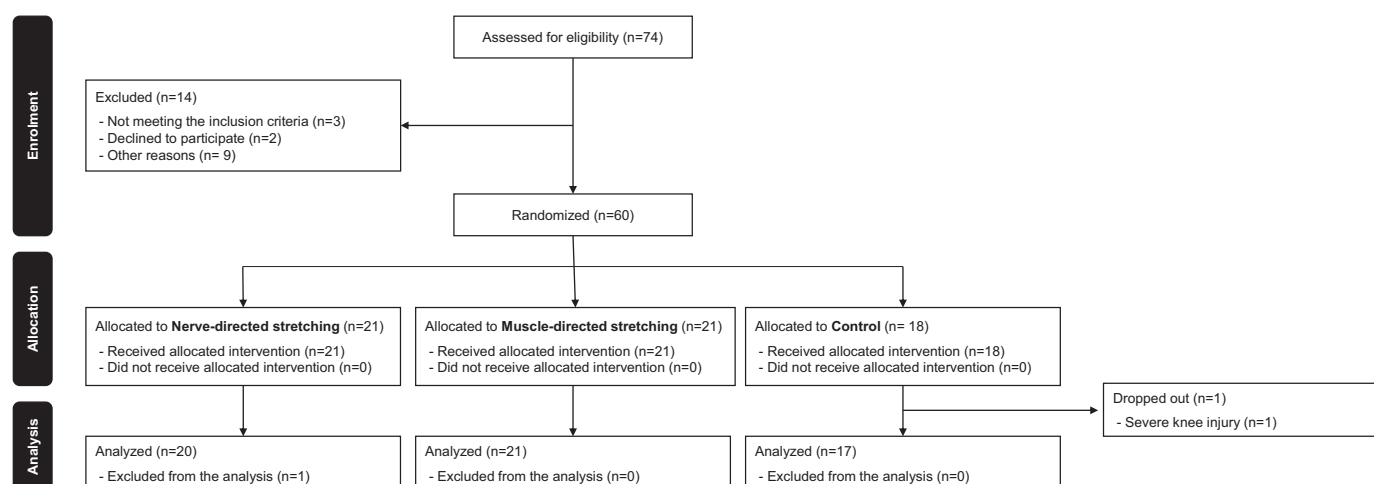 Enrolment
Assessed for eligibility (n=74)
Excluded (n=14)
- Not meeting the inclusion criteria (n=3)
- Declined to participate (n=2)
- Other reasons (n= 9)
Randomized (n=60)
Allocation
Allocated to Nerve-directed stretching (n=21)
- Received allocated intervention (n=21)
- Did not receive allocated intervention (n=0)
Allocated to Muscle-directed stretching (n=21)
- Received allocated intervention (n=21)
- Did not receive allocated intervention (n=0)
Allocated to Control (n= 18)
- Received allocated intervention (n=18)
- Did not receive allocated intervention (n=0)
Dropped out (n=1)
- Severe knee injury (n=1)
Analysis
Analyzed (n=20)
- Excluded from the analysis (n=1)
Analyzed (n=21)
- Excluded from the analysis (n=0)
Analyzed (n=17)
- Excluded from the analysis (n=0)